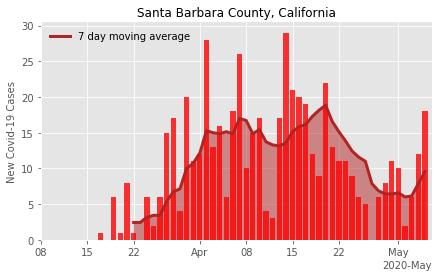 Santa Barbara County, California
7 day moving average
New Covid-19 Cases
30
25
20
15
10
5
0
08 15 22 Apr 08 15 22 May
2020-May